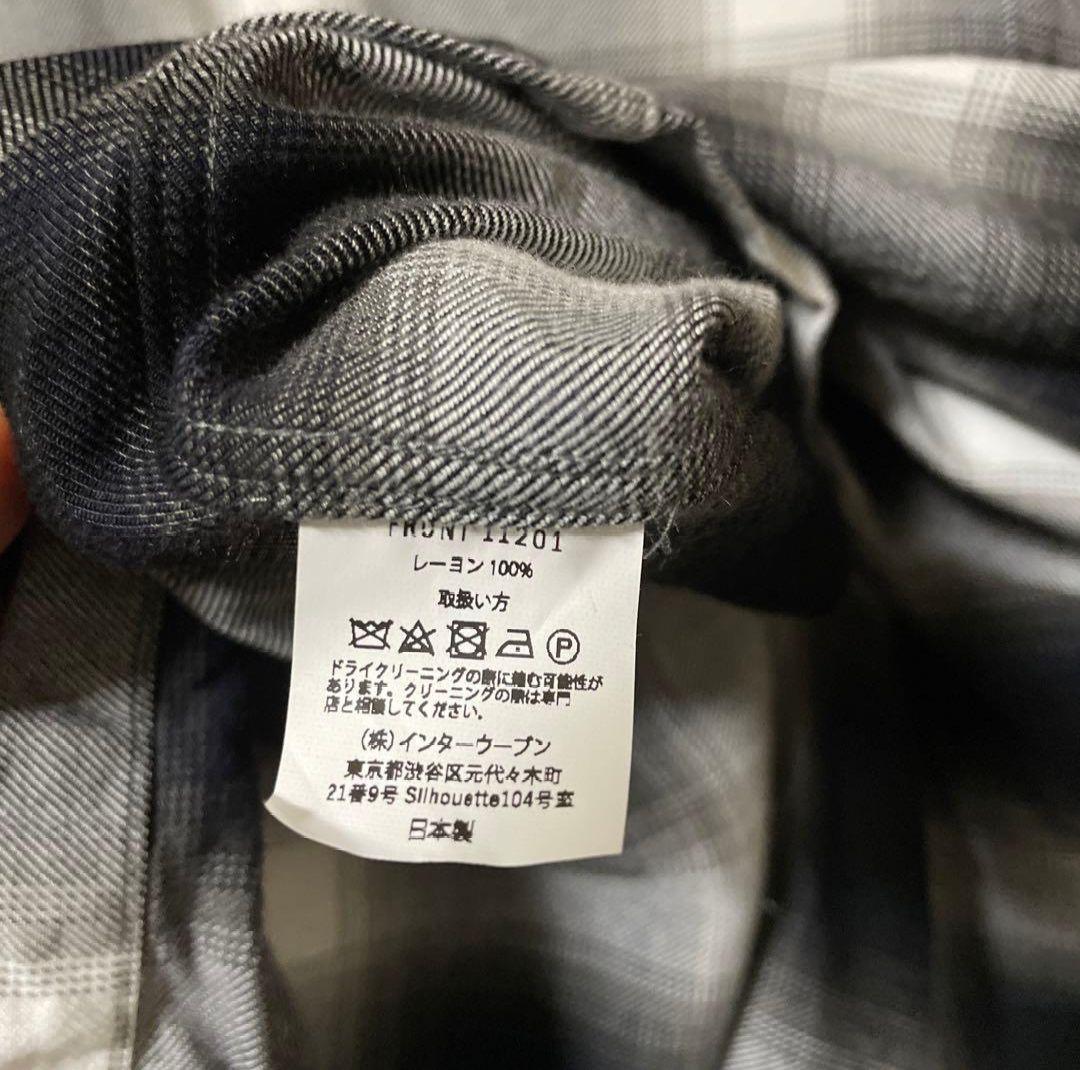 FRONT 11201
レーヨン 100%
取扱い方
P
ドライクリーニングの際に縮む可能性が
あります。クリーニングの際は専門
店と相談してください。
(株)インターウーブン
東京都渋谷区元代々木町
21番9号 Silhouette104号室
日本製